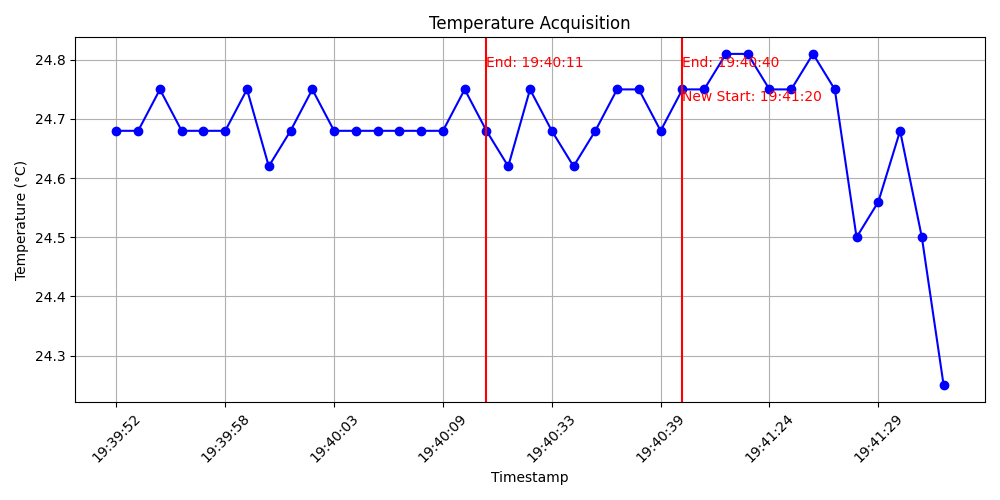 Temperature Acquisition
Temperature (°C)
24.8
24.7
24.6
24.5
24.4
24.3
End: 19:40:11
End: 19:40:40
New Start: 19:41:20
19:39:52
19:39:58
19:40:03
19:40:09
19:40:33
19:40:39
19:41:24
19:41:29
Timestamp